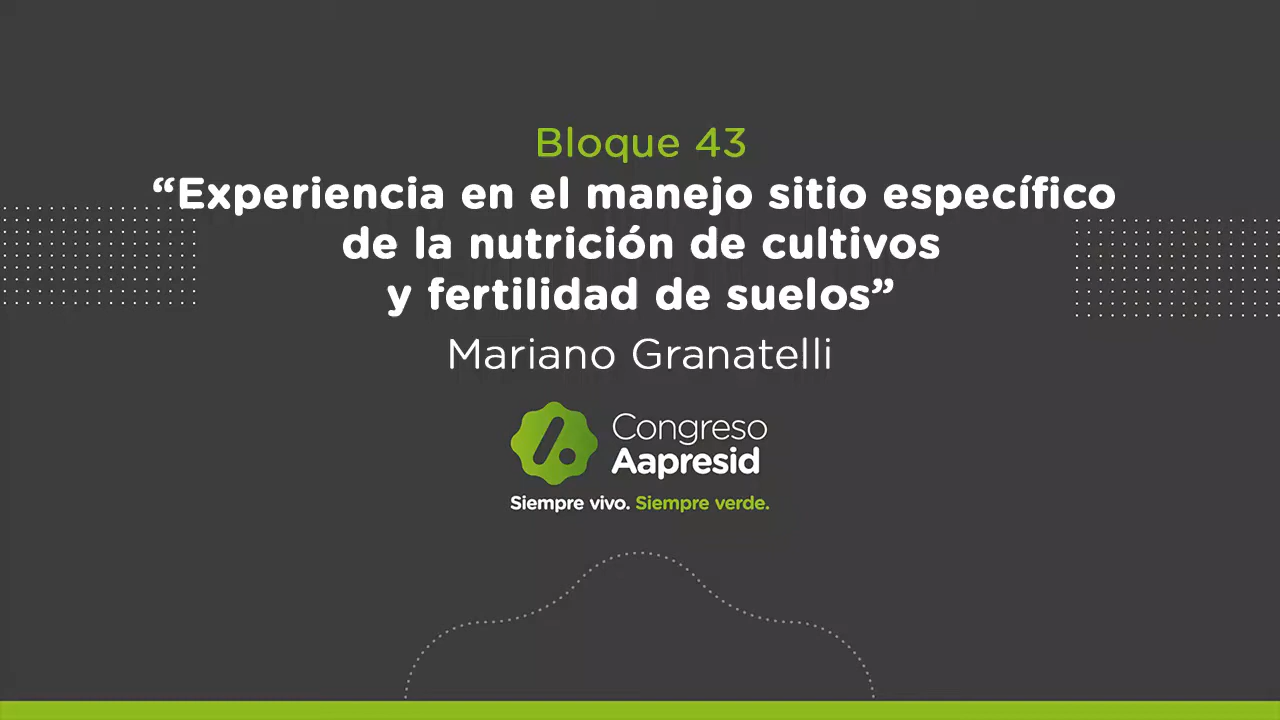 Bloque 43
“Experiencia en el manejo sitio específico
de la nutrición de cultivos
y fertilidad de suelos”
Mariano Granatelli
Congreso
Aapresid
Siempre vivo. Siempre verde.